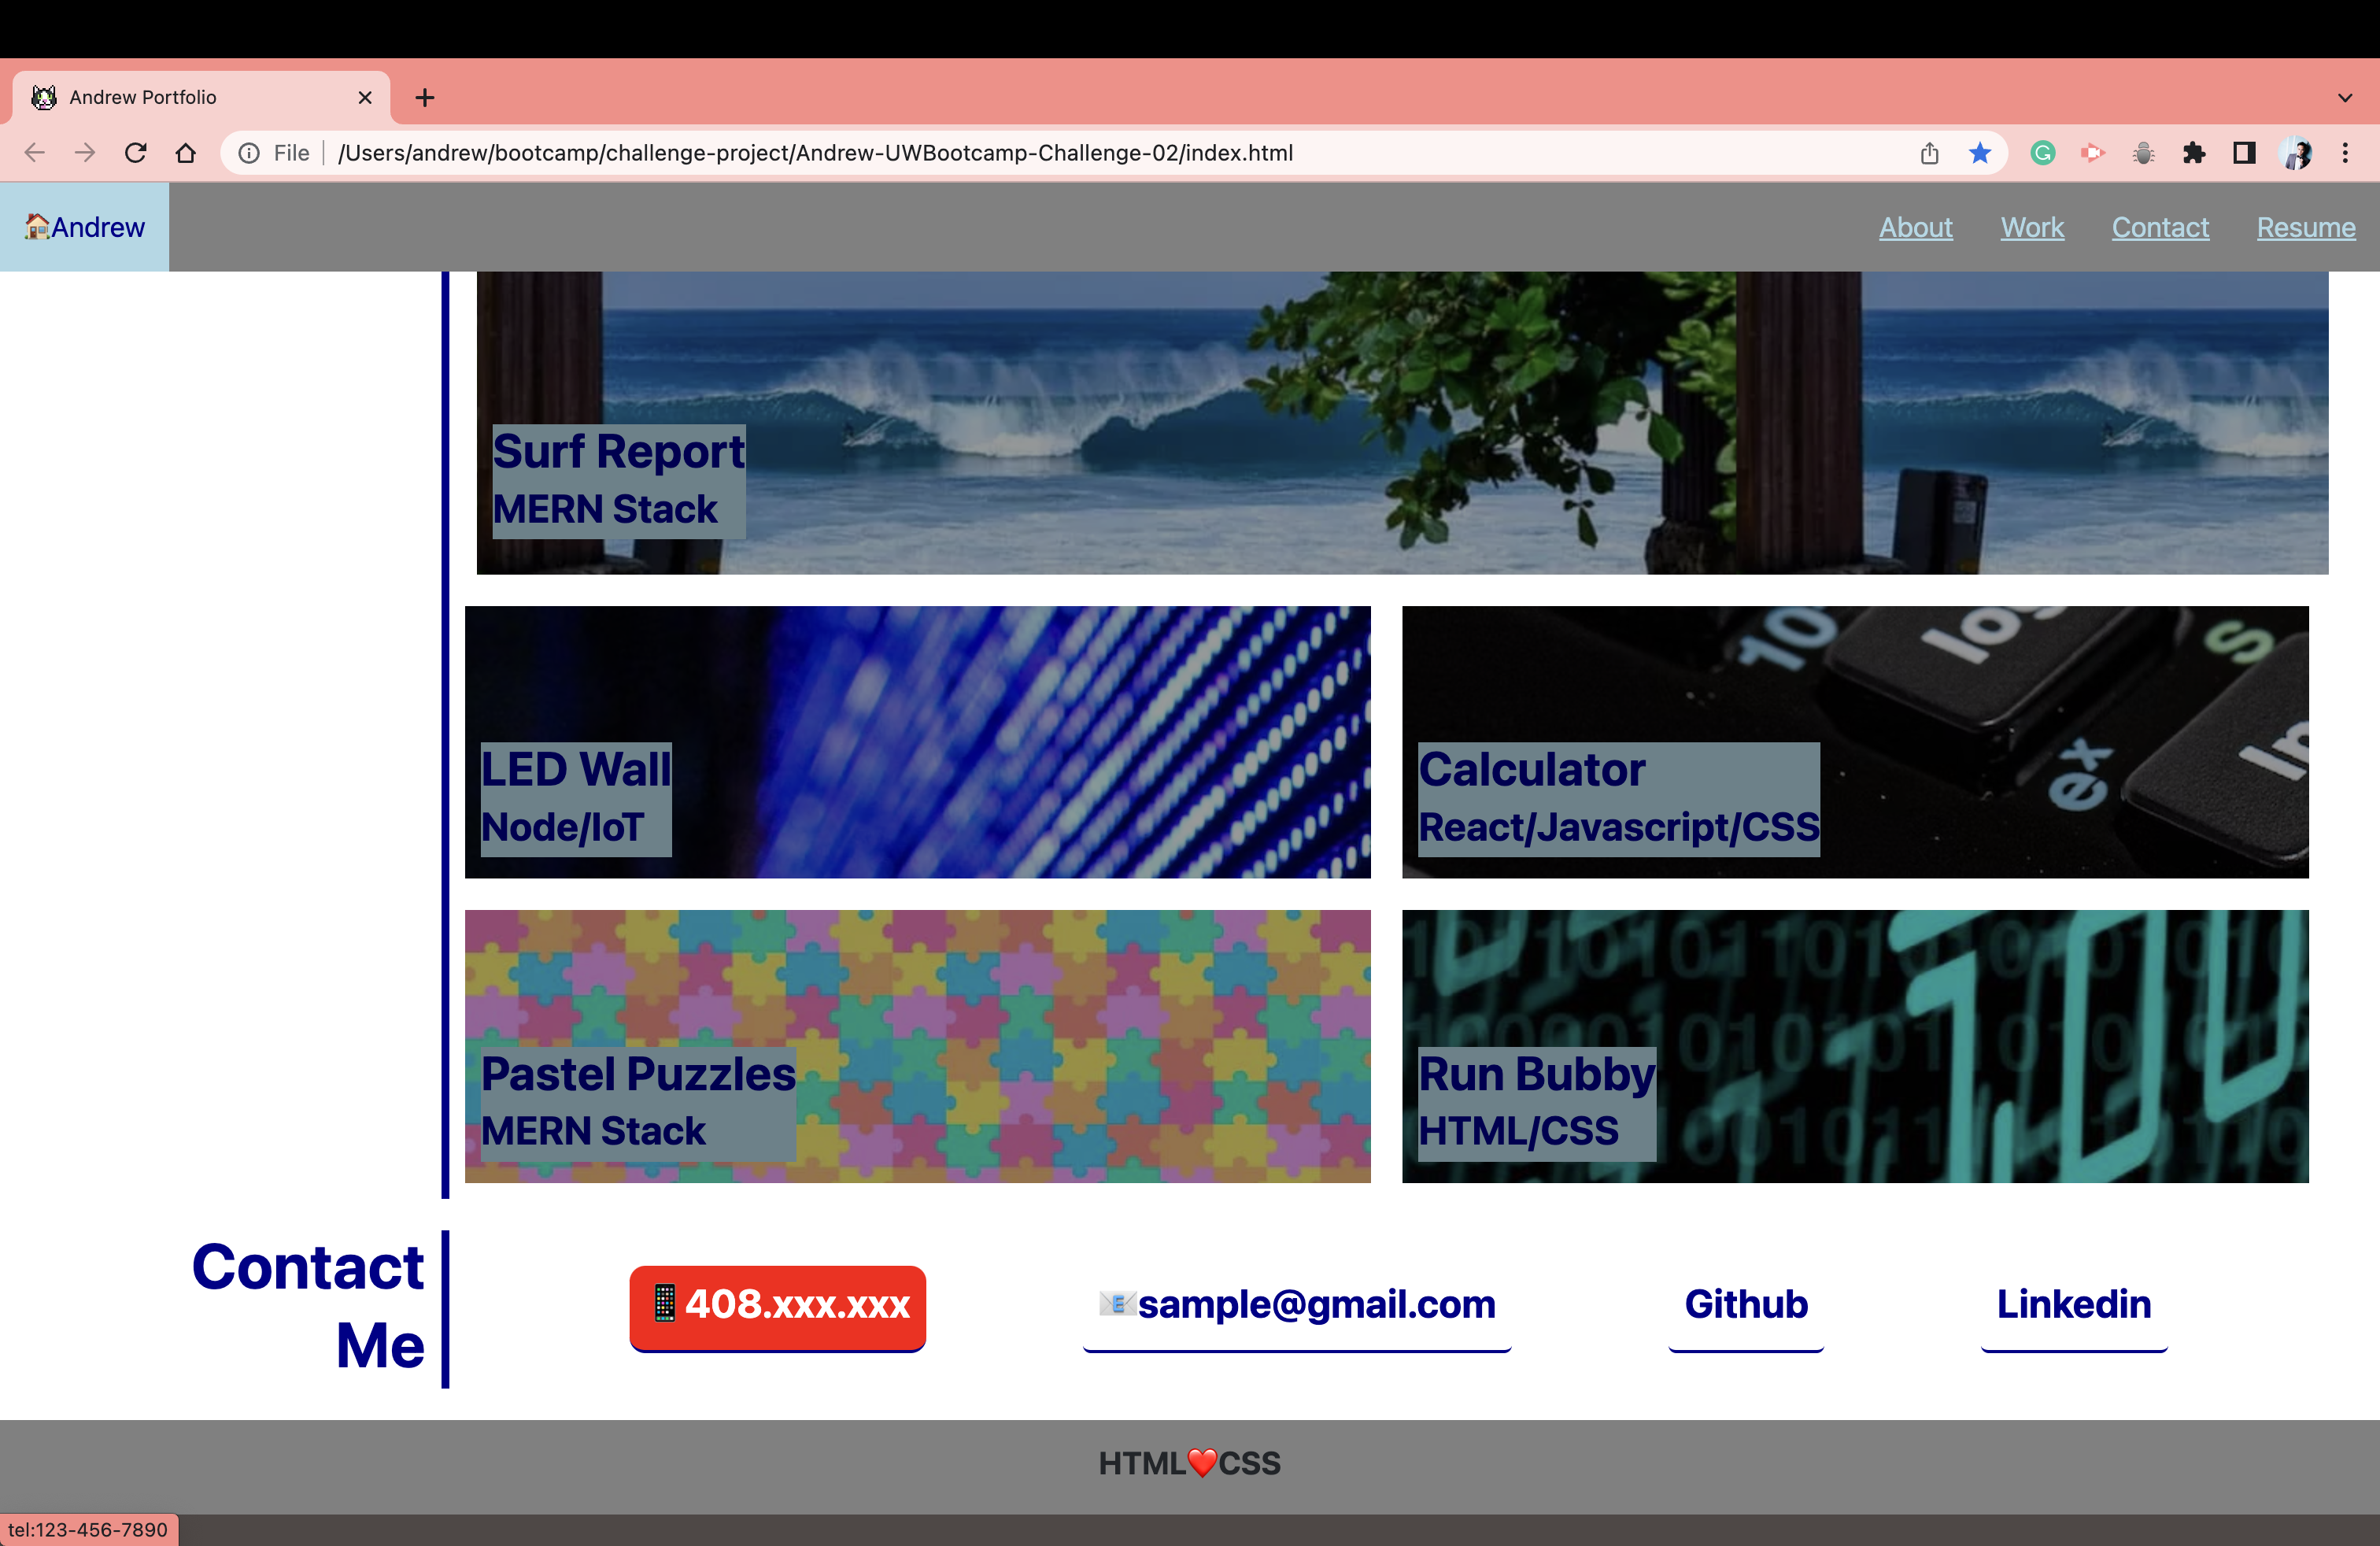 Andrew Portfolio
File /Users/andrew/bootcamp/challenge-project/Andrew-UWBootcamp-Challenge-02/index.html
🏠Andrew
About Work Contact Resume
Surf Report
MERN Stack
LED Wall
Node/IoT
Calculator
React/Javascript/CSS
Pastel Puzzles
MERN Stack
Run Bubby
HTML/CSS
Contact
Me
📱408.xxx.xxx
📧sample@gmail.com
Github
Linkedin
HTML❤️CSS
tel:123-456-7890